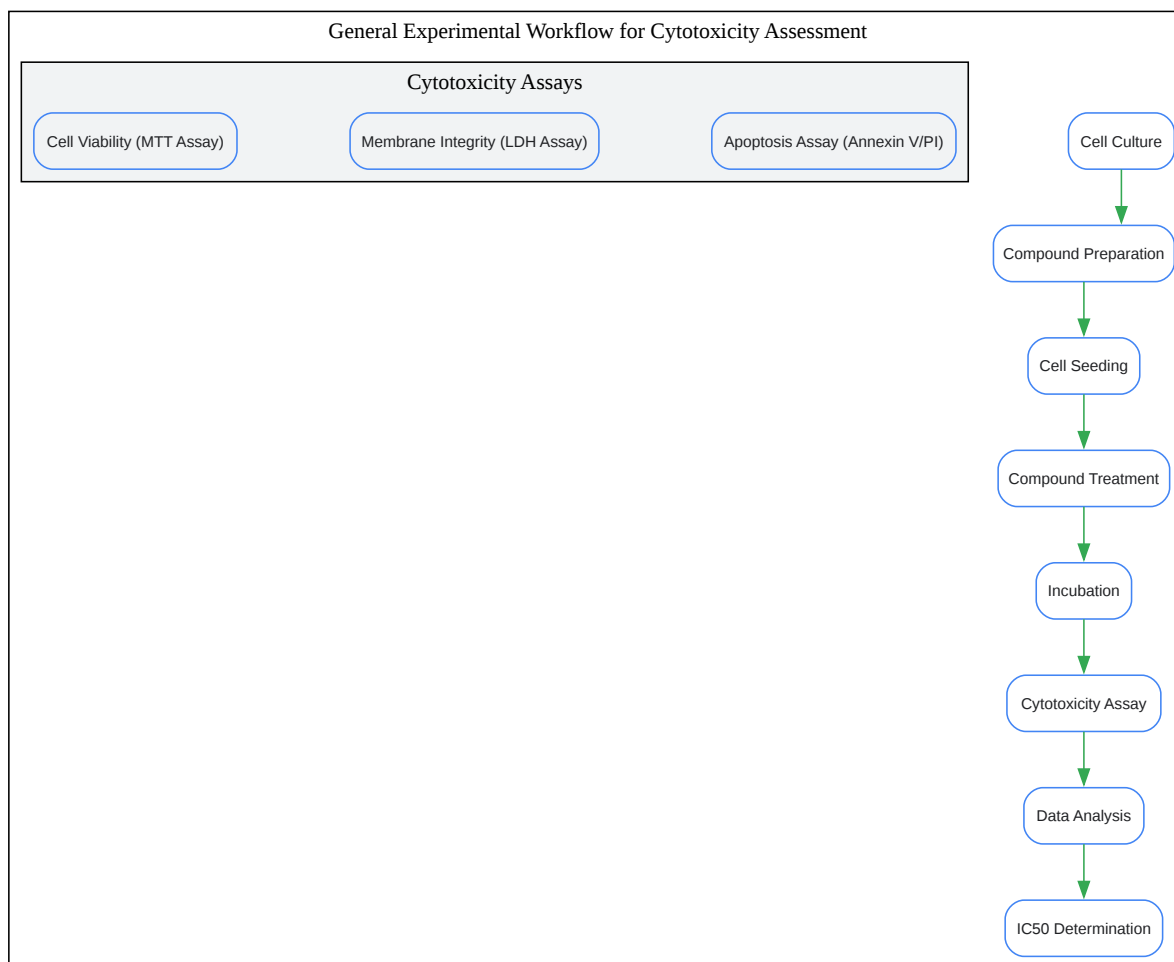 General Experimental Workflow for Cytotoxicity Assessment
Cytotoxicity Assays
Cell Viability (MTT Assay)
Membrane Integrity (LDH Assay)
Apoptosis Assay (Annexin V/PI)
Cell Culture
Compound Preparation
Cell Seeding
Compound Treatment
Incubation
Cytotoxicity Assay
Data Analysis
IC50 Determination